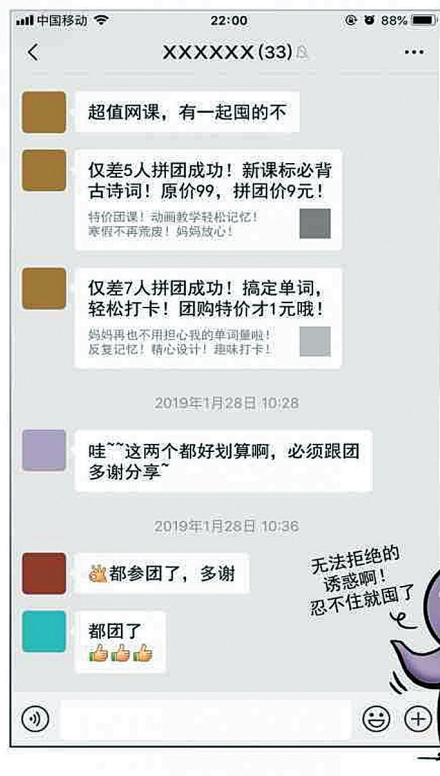 中国移动 22:00 88%
XXXXXX(33)
超值网课，有一起囤的不
仅差5人拼团成功！新课标必背
古诗词！原价99，拼团价9元！
特价团课！动画教学轻松记忆！
寒假不再荒废！妈妈放心！
仅差7人拼团成功！搞定单词，
轻松打卡！团购特价才1元哦！
妈妈再也不用担心我的单词量啦！
反复记忆！精心设计！趣味打卡！
2019年1月28日 10:28
哇~~这两个都好划算啊，必须跟团
多谢分享~
2019年1月28日 10:36
👌都参团了，多谢
都团了
👍👍👍
无法拒绝的
诱惑啊！
忍不住就囤了